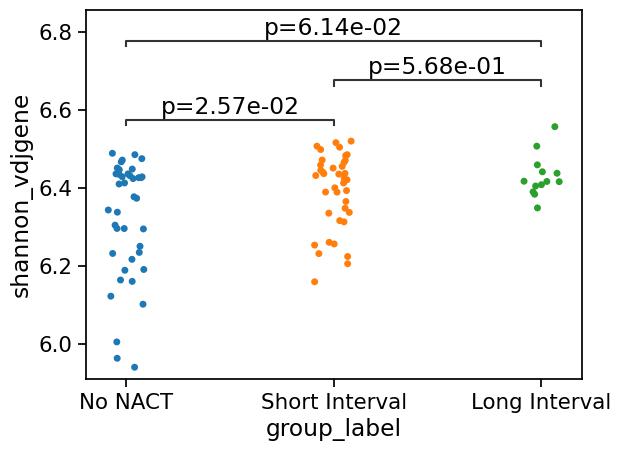 p=6.14e-02
p=5.68e-01
p=2.57e-02
shannon_vdjgene
6.8
6.6
6.4
6.2
6.0
No NACT
Short Interval
Long Interval
group_label